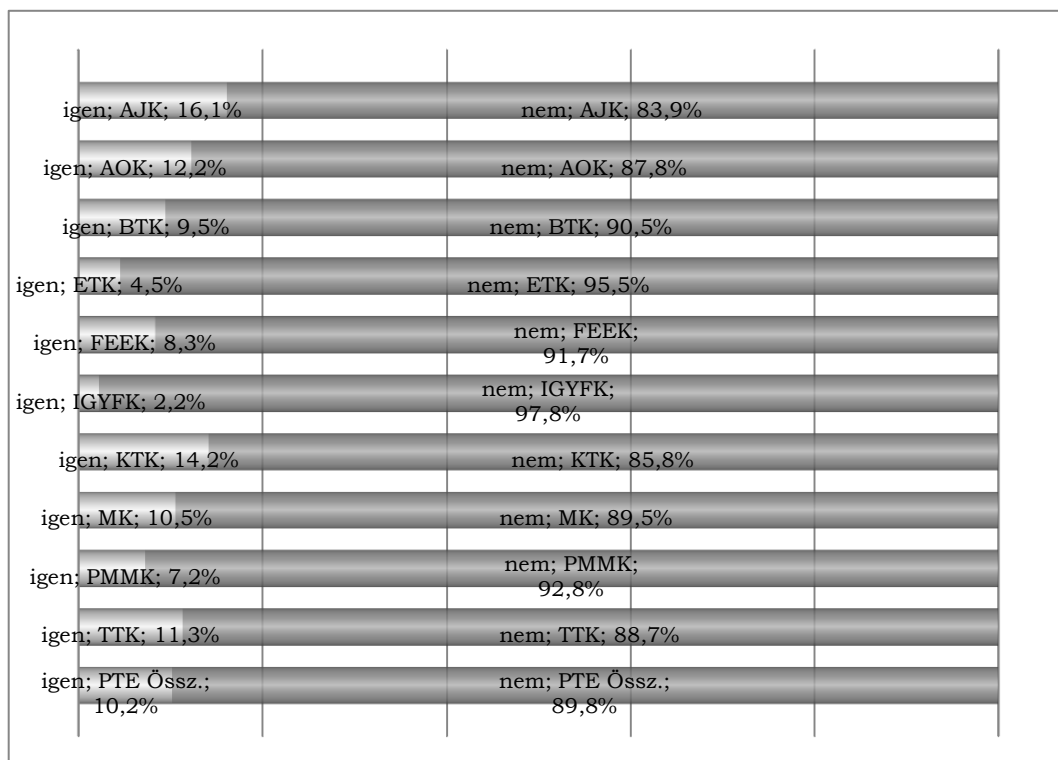 igen; AJK; 16,1% nem; AJK; 83,9%
igen; AOK; 12,2% nem; AOK; 87,8%
igen; BTK; 9,5% nem; BTK; 90,5%
igen; ETK; 4,5% nem; ETK; 95,5%
igen; FEEK; 8,3% nem; FEEK;
91,7%
igen; IGYFK; 2,2% nem; IGYFK;
97,8%
igen; KTK; 14,2% nem; KTK; 85,8%
igen; MK; 10,5% nem; MK; 89,5%
igen; PMMK; 7,2% nem; PMMK;
92,8%
igen; TTK; 11,3% nem; TTK; 88,7%
igen; PTE Össz.; nem; PTE Össz.;
10,2% 89,8%